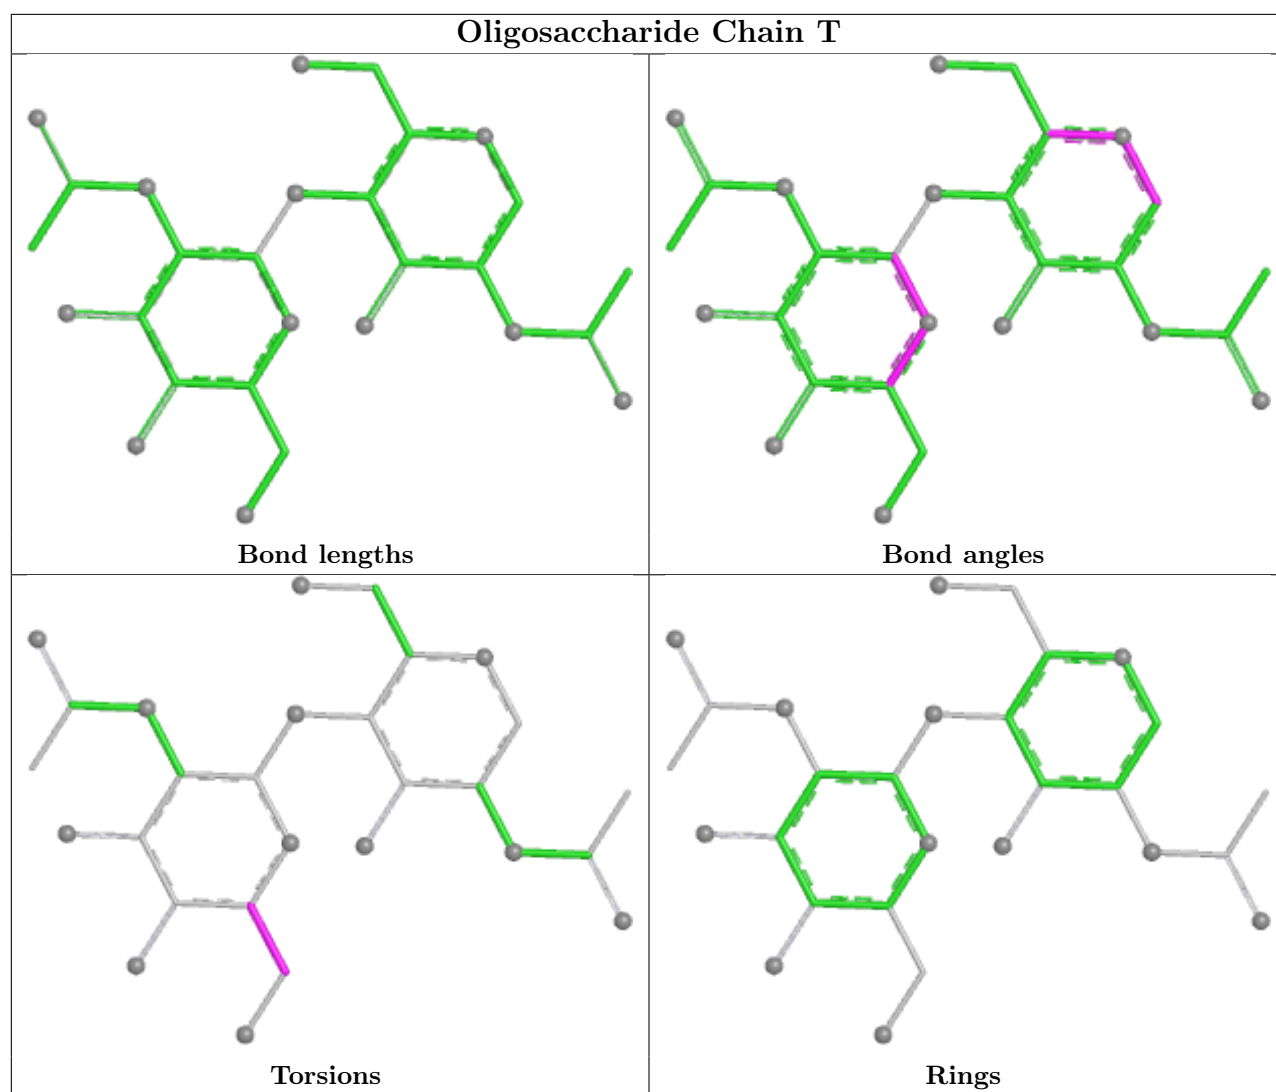 Oligosaccharide Chain T
Bond lengths
Bond angles
Torsions
Rings